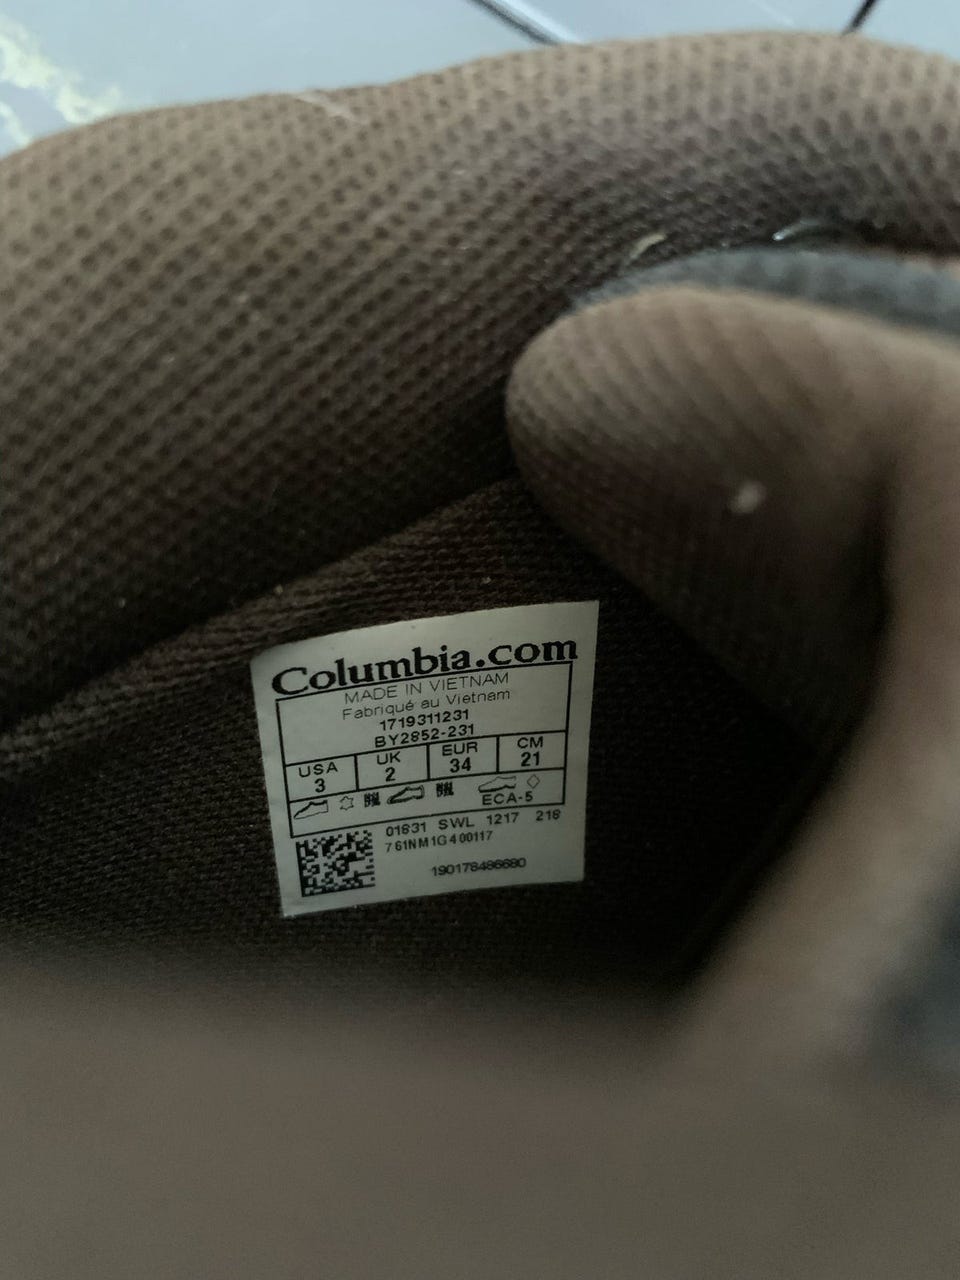 Columbia.com
MADE IN VIETNAM
Fabriqué au Vietnam
1719311231
BY2852-231
USA UK EUR CM
3 2 34 21
ECA-5
01631 SWL 1217 218
761NM1G400117
190178486680